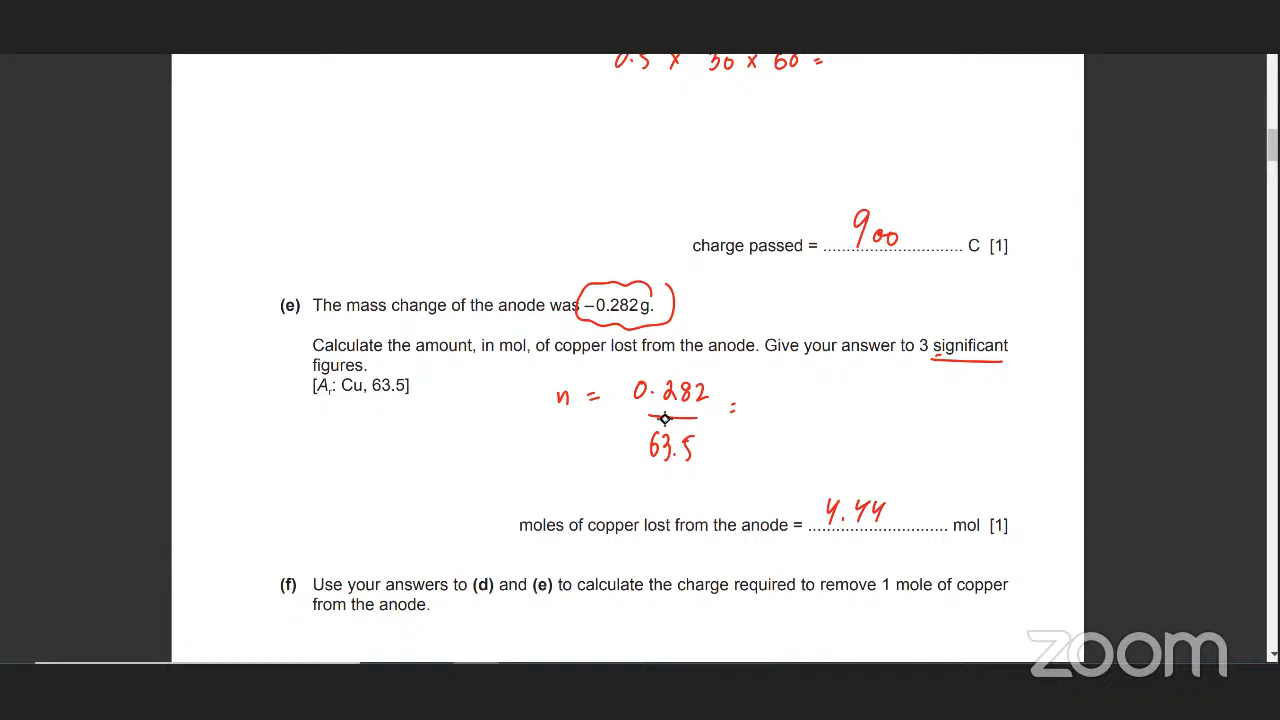 0.5 x 30 x 60 =
900
charge passed = .............................. C [1]
(e) The mass change of the anode was –0.282 g.
Calculate the amount, in mol, of copper lost from the anode. Give your answer to 3 significant
figures.
[Ar: Cu, 63.5]
n = 0.282
=
63.5
4.44
moles of copper lost from the anode = .............................. mol [1]
(f) Use your answers to (d) and (e) to calculate the charge required to remove 1 mole of copper
from the anode.
zoom